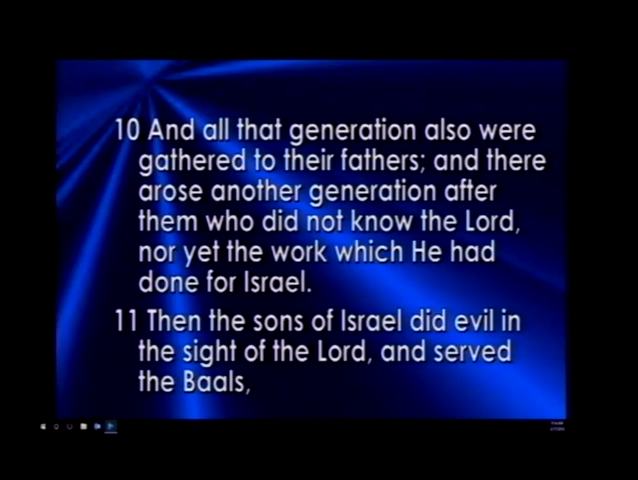 10 And all that generation also were
gathered to their fathers; and there
arose another generation after
them who did not know the Lord,
nor yet the work which He had
done for Israel.
11 Then the sons of Israel did evil in
the sight of the Lord, and served
the Baals,